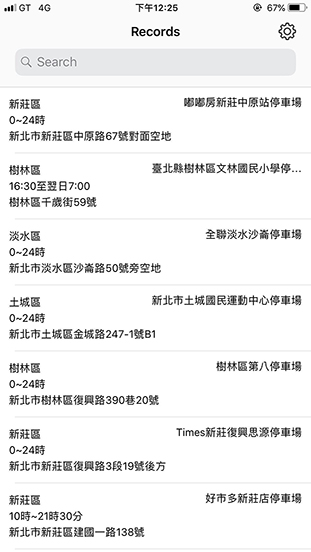 GT 4G 下午12:25 67%
Records
Search
新莊區 嘟嘟房新莊中原站停車場
0~24時
新北市新莊區中原路67號對面空地
樹林區 臺北縣樹林區文林國民小學停...
16:30至翌日7:00
樹林區千歲街59號
淡水區 全聯淡水沙崙停車場
0~24時
新北市淡水區沙崙路50號旁空地
土城區 新北市土城國民運動中心停車場
0~24時
新北市土城區金城路247-1號B1
樹林區 樹林區第八停車場
0~24時
新北市樹林區復興路390巷20號
新莊區 Times新莊復興思源停車場
0~24時
新北市新莊區復興路3段19號後方
新莊區 好市多新莊店停車場
10時~21時30分
新北市新莊區建國一路138號